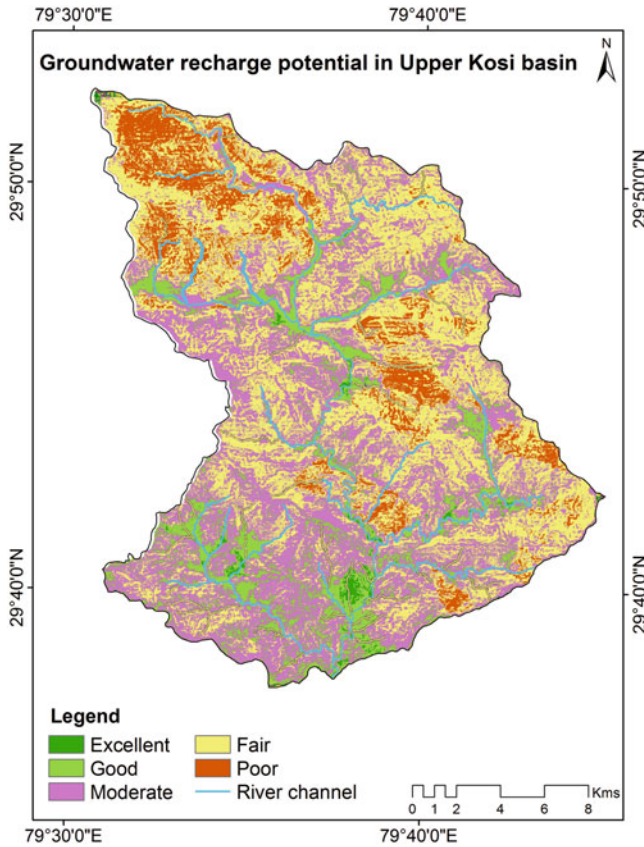 79°30'0"E 79°40'0"E
Groundwater recharge potential in Upper Kosi basin
N
29°50'0"N 29°50'0"N
29°40'0"N 29°40'0"N
Legend
Excellent Fair
Good Poor
Moderate River channel
Kms
0 1 2 4 6 8
79°30'0"E 79°40'0"E